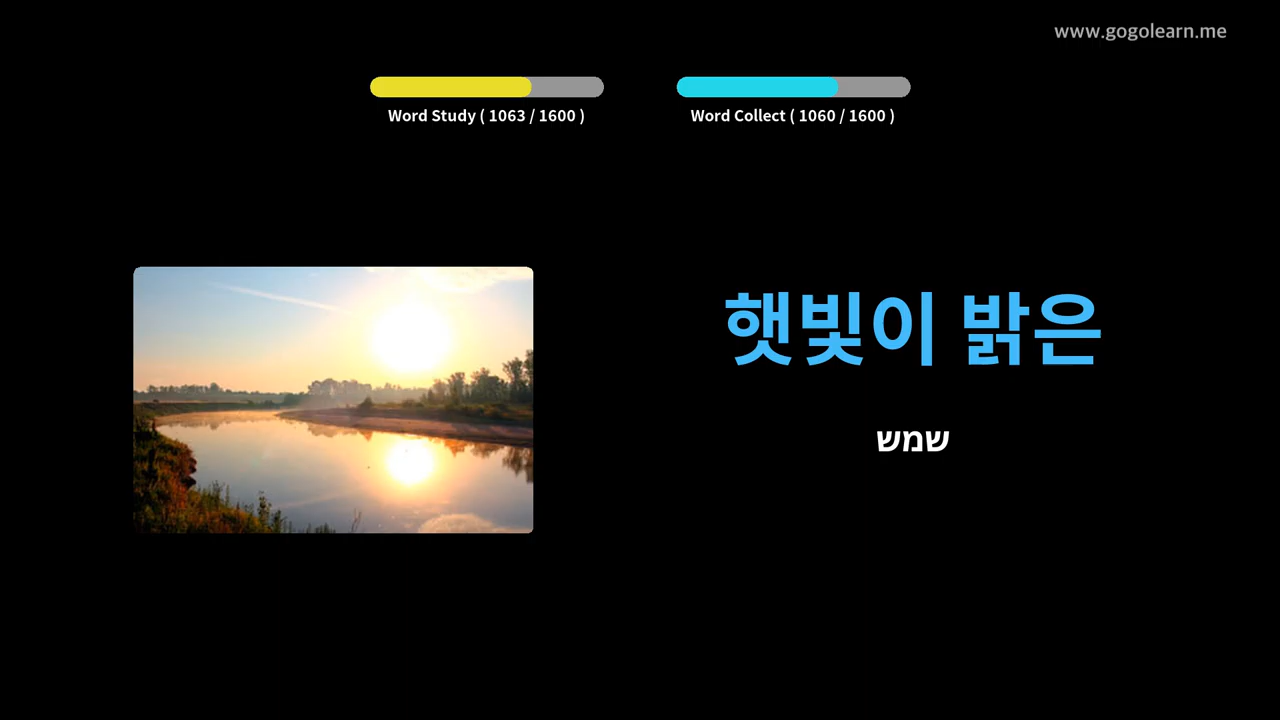 www.gogolearn.me
Word Study ( 1063 / 1600 )
Word Collect ( 1060 / 1600 )
햇빛이 밝은
שמש